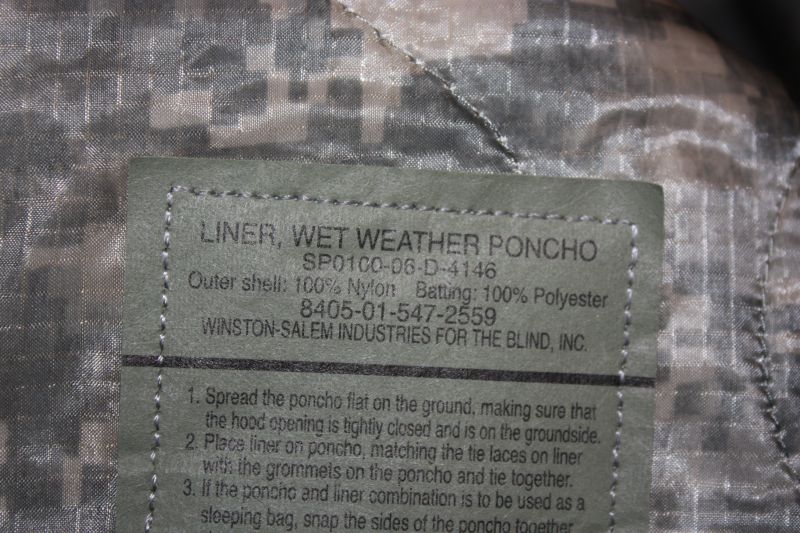 LINER, WET WEATHER PONCHO
SP0100-06-D-4146
Outer shell: 100% Nylon Batting: 100% Polyester
8405-01-547-2559
WINSTON-SALEM INDUSTRIES FOR THE BLIND, INC.
1. Spread the poncho flat on the ground, making sure that
the hood opening is tightly closed and is on the groundside.
2. Place liner on poncho, matching the tie laces on liner
with the grommets on the poncho and tie together.
3. If the poncho and liner combination is to be used as a
sleeping bag, snap the sides of the poncho together